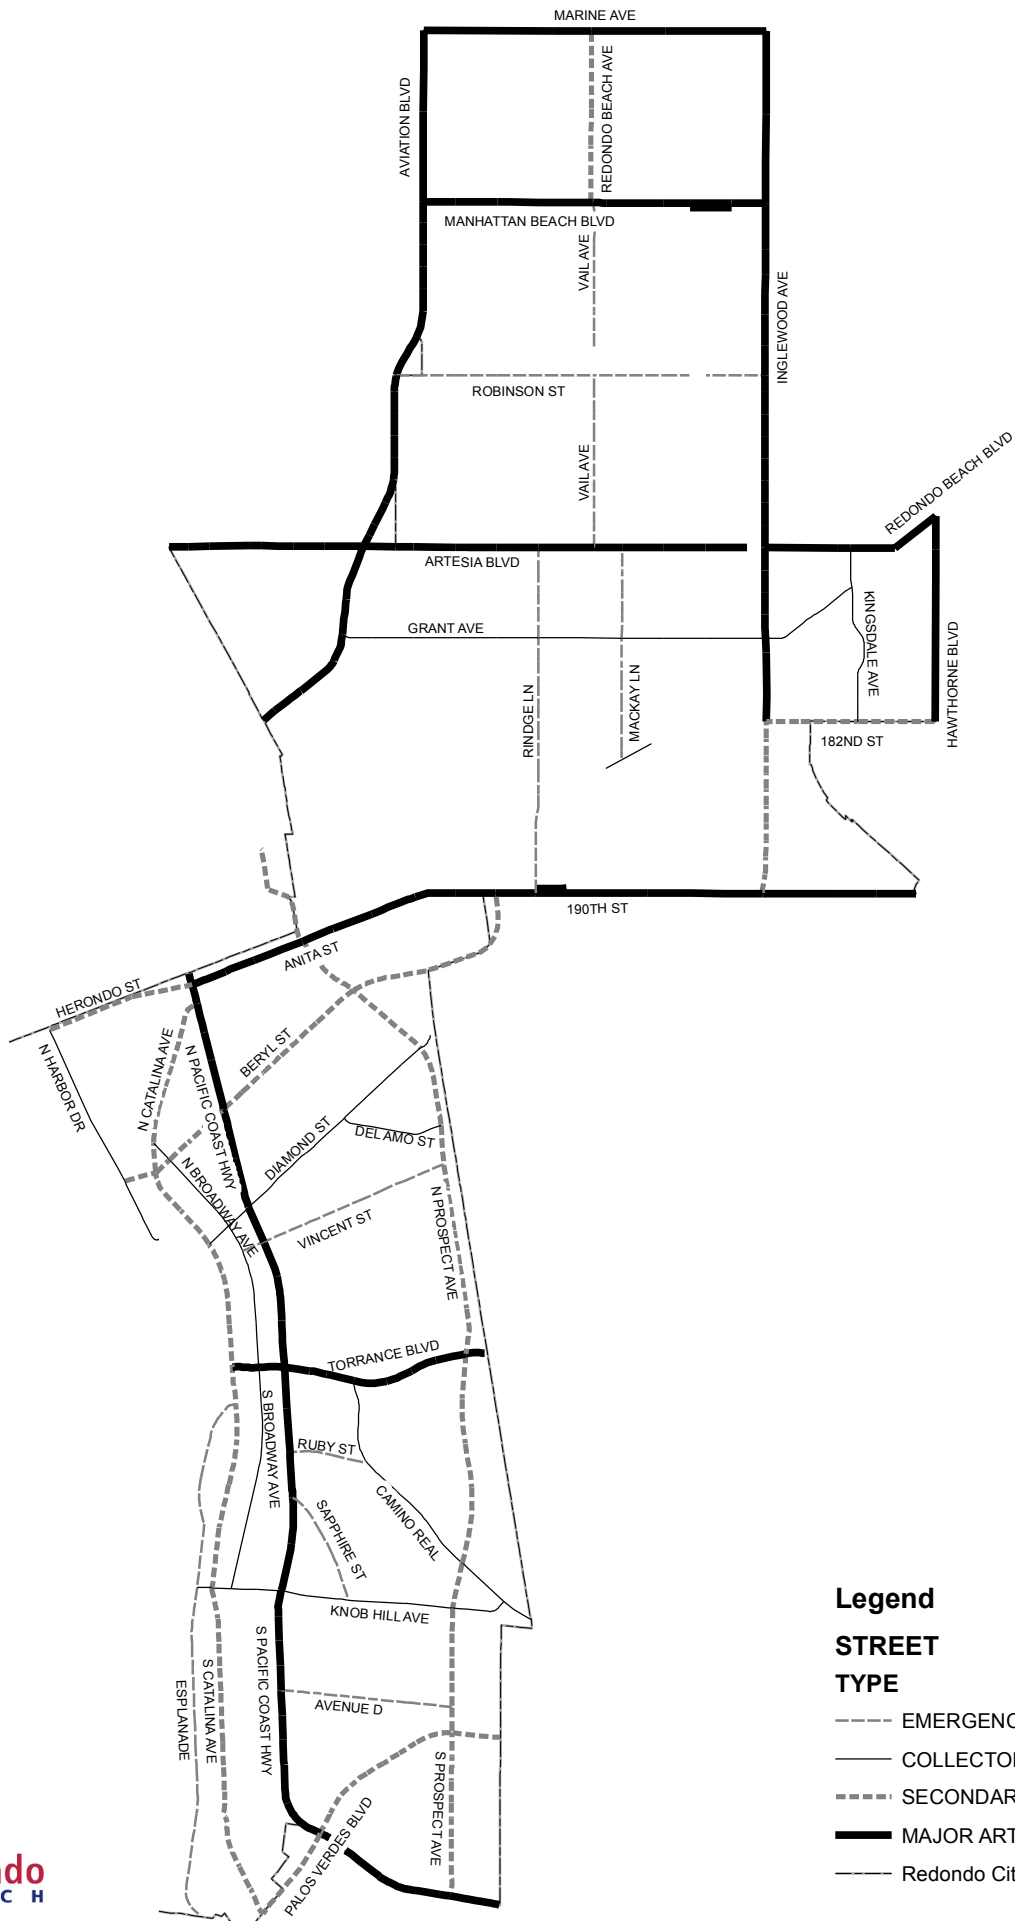 MARINE AVE
AVIATION BLVD
REDONDO BEACH AVE
MANHATTAN BEACH BLVD
VAIL AVE
INGLEWOOD AVE
ROBINSON ST
VAIL AVE
REDONDO BEACH BLVD
ARTESIA BLVD
KINGSDALE AVE
GRANT AVE
HAWTHORNE BLVD
RINDGE LN
MACKAY LN
182ND ST
190TH ST
ANITA ST
HERONDO ST
N HARBOR DR
N CATALINA AVE
N PACIFIC COAST HWY
BERYL ST
DIAMOND ST
DEL AMO ST
N BROADWAY AVE
VINCENT ST
N PROSPECT AVE
TORRANCE BLVD
S BROADWAY AVE
RUBY ST
SAPPHIRE ST
CAMINO REAL
KNOB HILL AVE
ESPLANADE
S CATALINA AVE
S PACIFIC COAST HWY
AVENUE D
S PROSPECT AVE
PALOS VERDES BLVD
Legend
STREET
TYPE
EMERGENC
COLLECTO
SECONDAR
MAJOR ART
Redondo Cit
ndo
C H